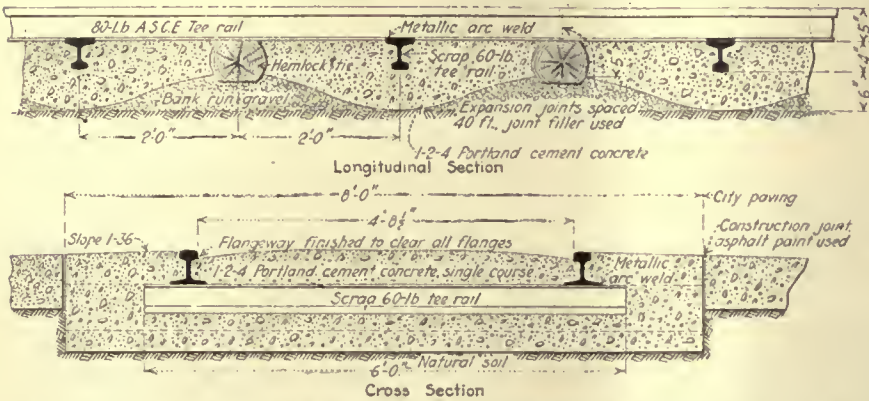 80-Lb A.S.C.E Tee rail
Metallic arc weld
Hemlock tie
Scrap 60-lb.
tee rail
5"
5"
4"
6"
Bank run gravel
Expansion joints spaced
40 ft., joint filler used
2'0"
2'0"
1-2-4 Portland cement concrete
Longitudinal Section
8'-0"
City paving
4'-8½"
Slope 1-36
Flangeway finished to clear all flanges
Construction joint,
asphalt paint used
1-2-4 Portland cement concrete, single course
Metallic
arc weld
Scrap 60-lb tee rail
Natural soil
6'-0"
Cross Section